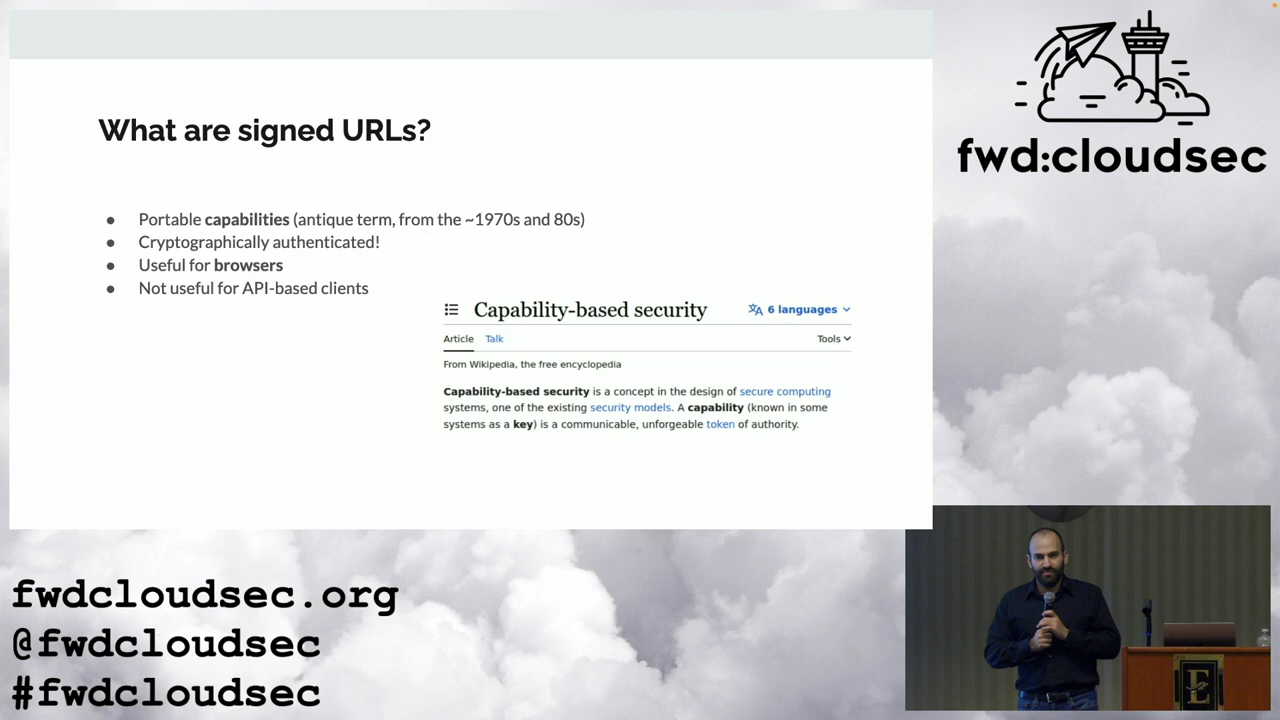 What are signed URLs?
● Portable capabilities (antique term, from the ~1970s and 80s)
● Cryptographically authenticated!
● Useful for browsers
● Not useful for API-based clients
Capability-based security
6 languages
Article Talk
Tools
From Wikipedia, the free encyclopedia
Capability-based security is a concept in the design of secure computing
systems, one of the existing security models. A capability (known in some
systems as a key) is a communicable, unforgeable token of authority.
fwd:cloudsec
fwdcloudsec.org
@fwdcloudsec
#fwdcloudsec
E